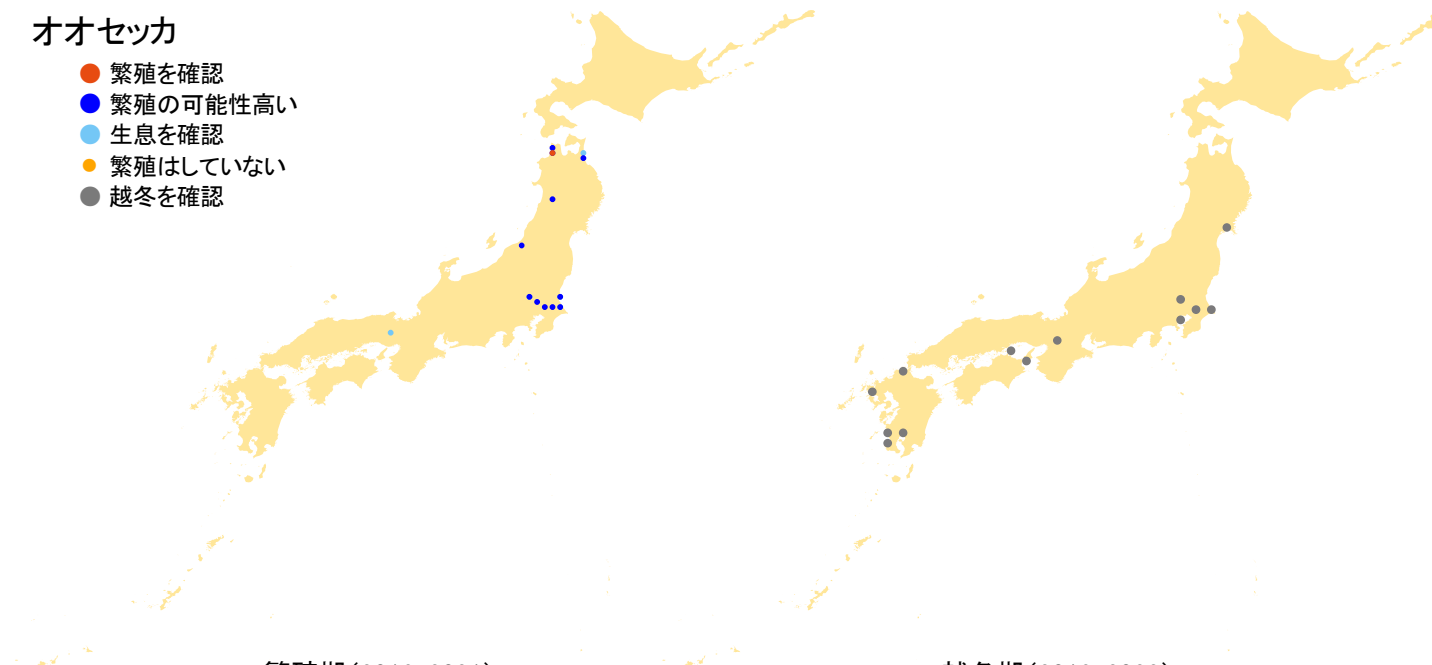 オオセッカ
繁殖を確認
繁殖の可能性高い
生息を確認
繁殖はしていない
越冬を確認